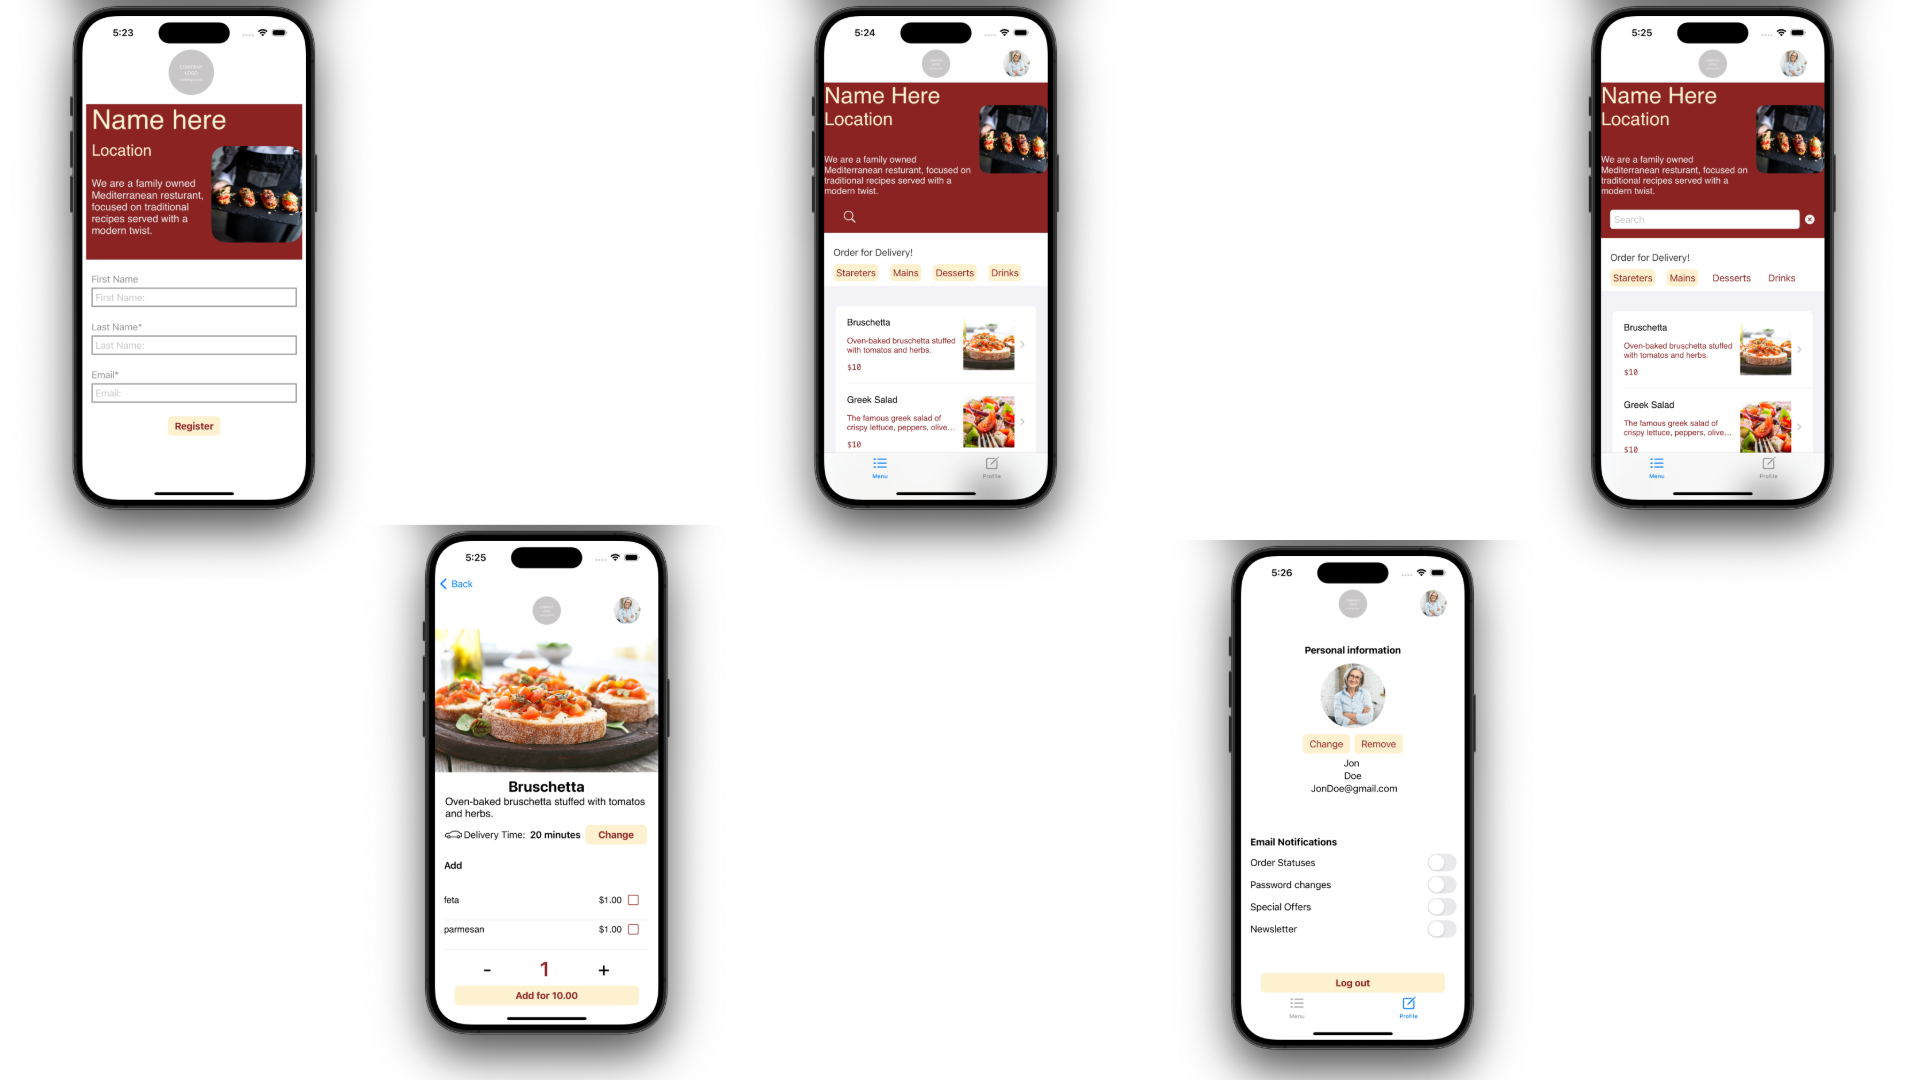 5:23
COMPANY
LOGO
Name here
Location
We are a family owned
Mediterranean resturant,
focused on traditional
recipes served with a
modern twist.
First Name
First Name:
Last Name*
Last Name:
Email*
Email:
Register
5:24
Name Here
Location
We are a family owned
Mediterranean resturant, focused on
traditional recipes served with a
modern twist.
Order for Delivery!
Stareters Mains Desserts Drinks
Bruschetta
Oven-baked bruschetta stuffed
with tomatos and herbs.
$10
Greek Salad
The famous greek salad of
crispy lettuce, peppers, olive...
$10
Menu Profile
5:25
Name Here
Location
We are a family owned
Mediterranean resturant, focused on
traditional recipes served with a
modern twist.
Search
Order for Delivery!
Stareters Mains Desserts Drinks
Bruschetta
Oven-baked bruschetta stuffed
with tomatos and herbs.
$10
Greek Salad
The famous greek salad of
crispy lettuce, peppers, olive...
$10
Menu Profile
5:25
Back
Bruschetta
Oven-baked bruschetta stuffed with tomatos
and herbs.
Delivery Time: 20 minutes Change
Add
feta $1.00
parmesan $1.00
- 1 +
Add for 10.00
5:26
Personal information
Change Remove
Jon
Doe
JonDoe@gmail.com
Email Notifications
Order Statuses
Password changes
Special Offers
Newsletter
Log out
Menu Profile